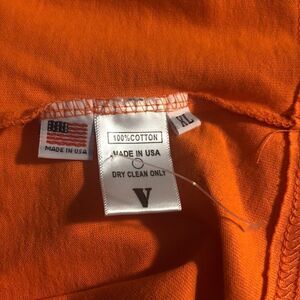 MADE IN USA
100%COTTON
MADE IN USA
DRY CLEAN ONLY
V
XL